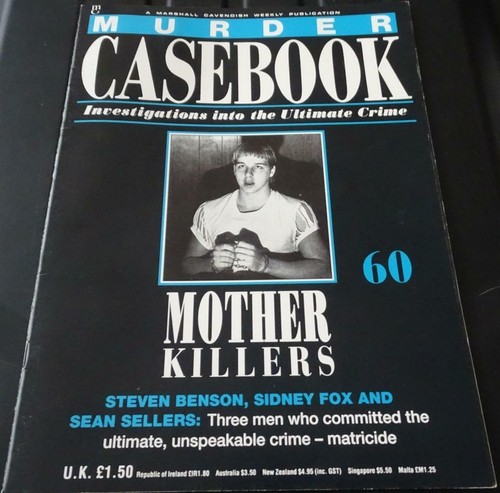 A MARSHALL CAVENDISH WEEKLY PUBLICATION
MURDER
CASEBOOK
Investigations into the Ultimate Crime
60
MOTHER
KILLERS
STEVEN BENSON, SIDNEY FOX AND
SEAN SELLERS: Three men who committed the
ultimate, unspeakable crime – matricide
U.K. £1.50 Republic of Ireland £IR1.80 Australia $3.50 New Zealand $4.95 (inc. GST) Singapore $5.50 Malta £M1.25